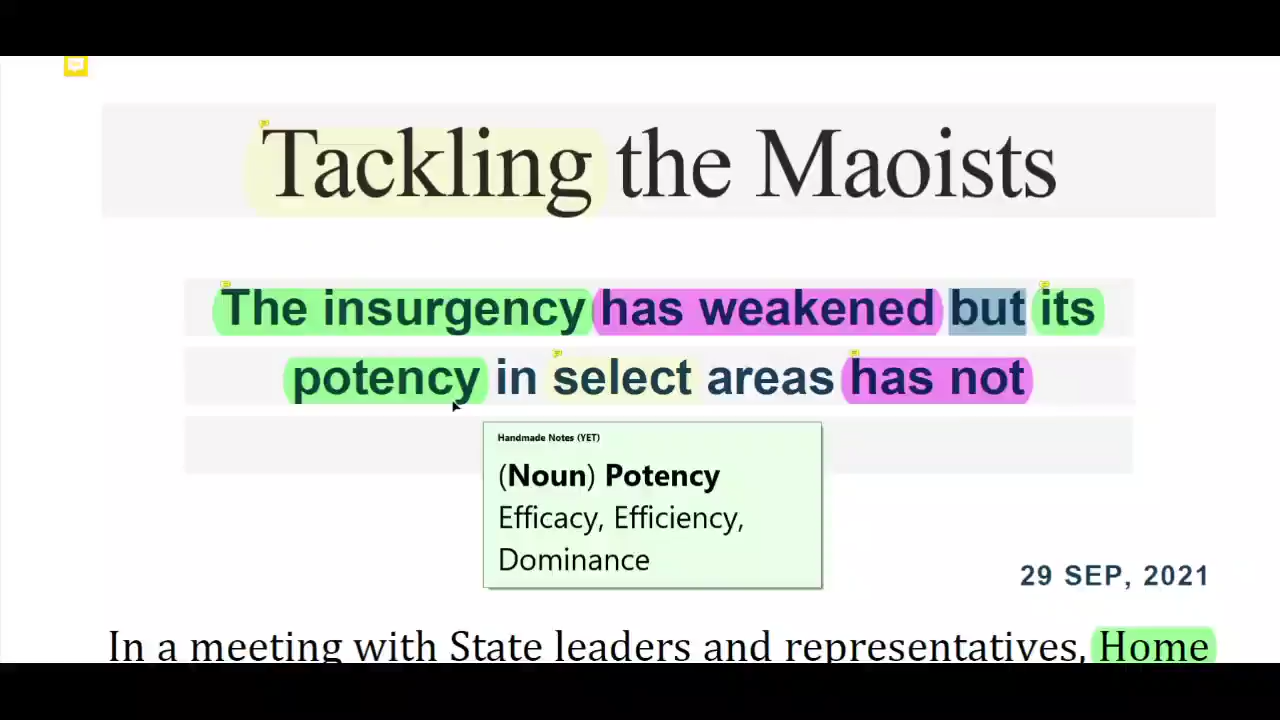 Tackling the Maoists
The insurgency has weakened but its
potency in select areas has not
Handmade Notes (YET)
(Noun) Potency
Efficacy, Efficiency,
Dominance
29 SEP, 2021
In a meeting with State leaders and representatives, Home